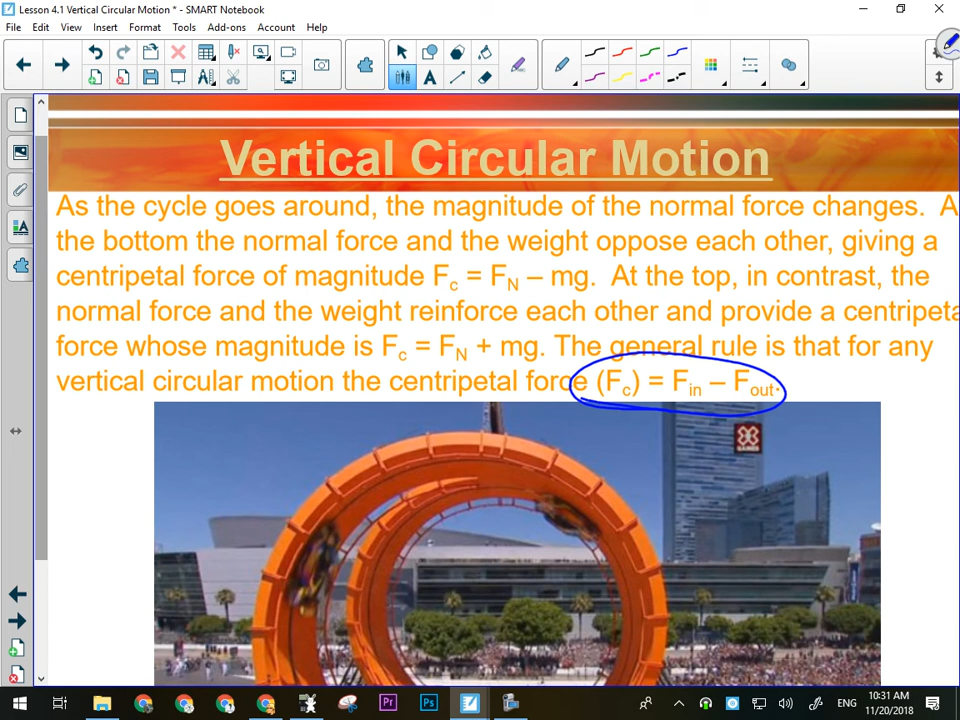 Lesson 4.1 Vertical Circular Motion * - SMART Notebook
File Edit View Insert Format Tools Add-ons Account Help
Vertical Circular Motion
As the cycle goes around, the magnitude of the normal force changes. A
the bottom the normal force and the weight oppose each other, giving a
centripetal force of magnitude Fc = FN – mg. At the top, in contrast, the
normal force and the weight reinforce each other and provide a centripeta
force whose magnitude is Fc = FN + mg. The general rule is that for any
vertical circular motion the centripetal force (Fc) = Fin – Fout.
X GAMES
Pr Ps ENG
10:31 AM
11/20/2018